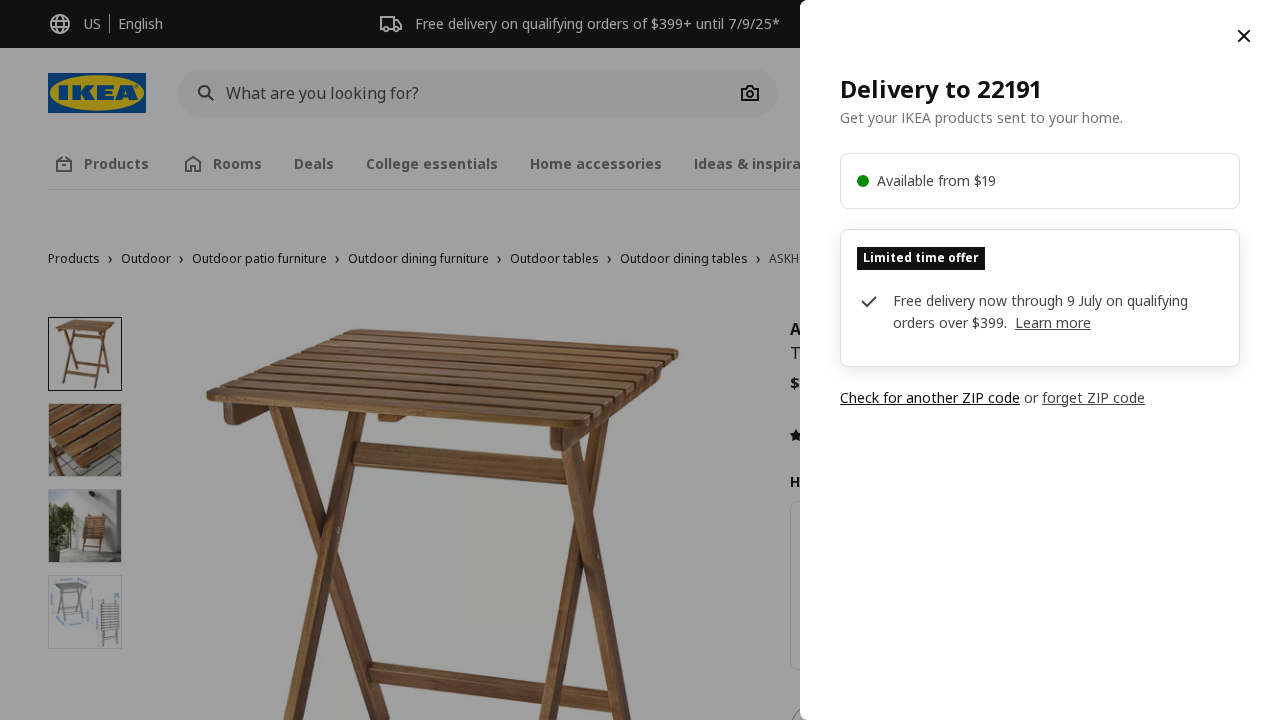 US English
Free delivery on qualifying orders of $399+ until 7/9/25*
IKEA
What are you looking for?
Products Rooms Deals College essentials Home accessories Ideas & inspira
Products › Outdoor › Outdoor patio furniture › Outdoor dining furniture › Outdoor tables › Outdoor dining tables › ASKH
A
T
$
H
Delivery to 22191
Get your IKEA products sent to your home.
Available from $19
Limited time offer
Free delivery now through 9 July on qualifying
orders over $399. Learn more
Check for another ZIP code or forget ZIP code